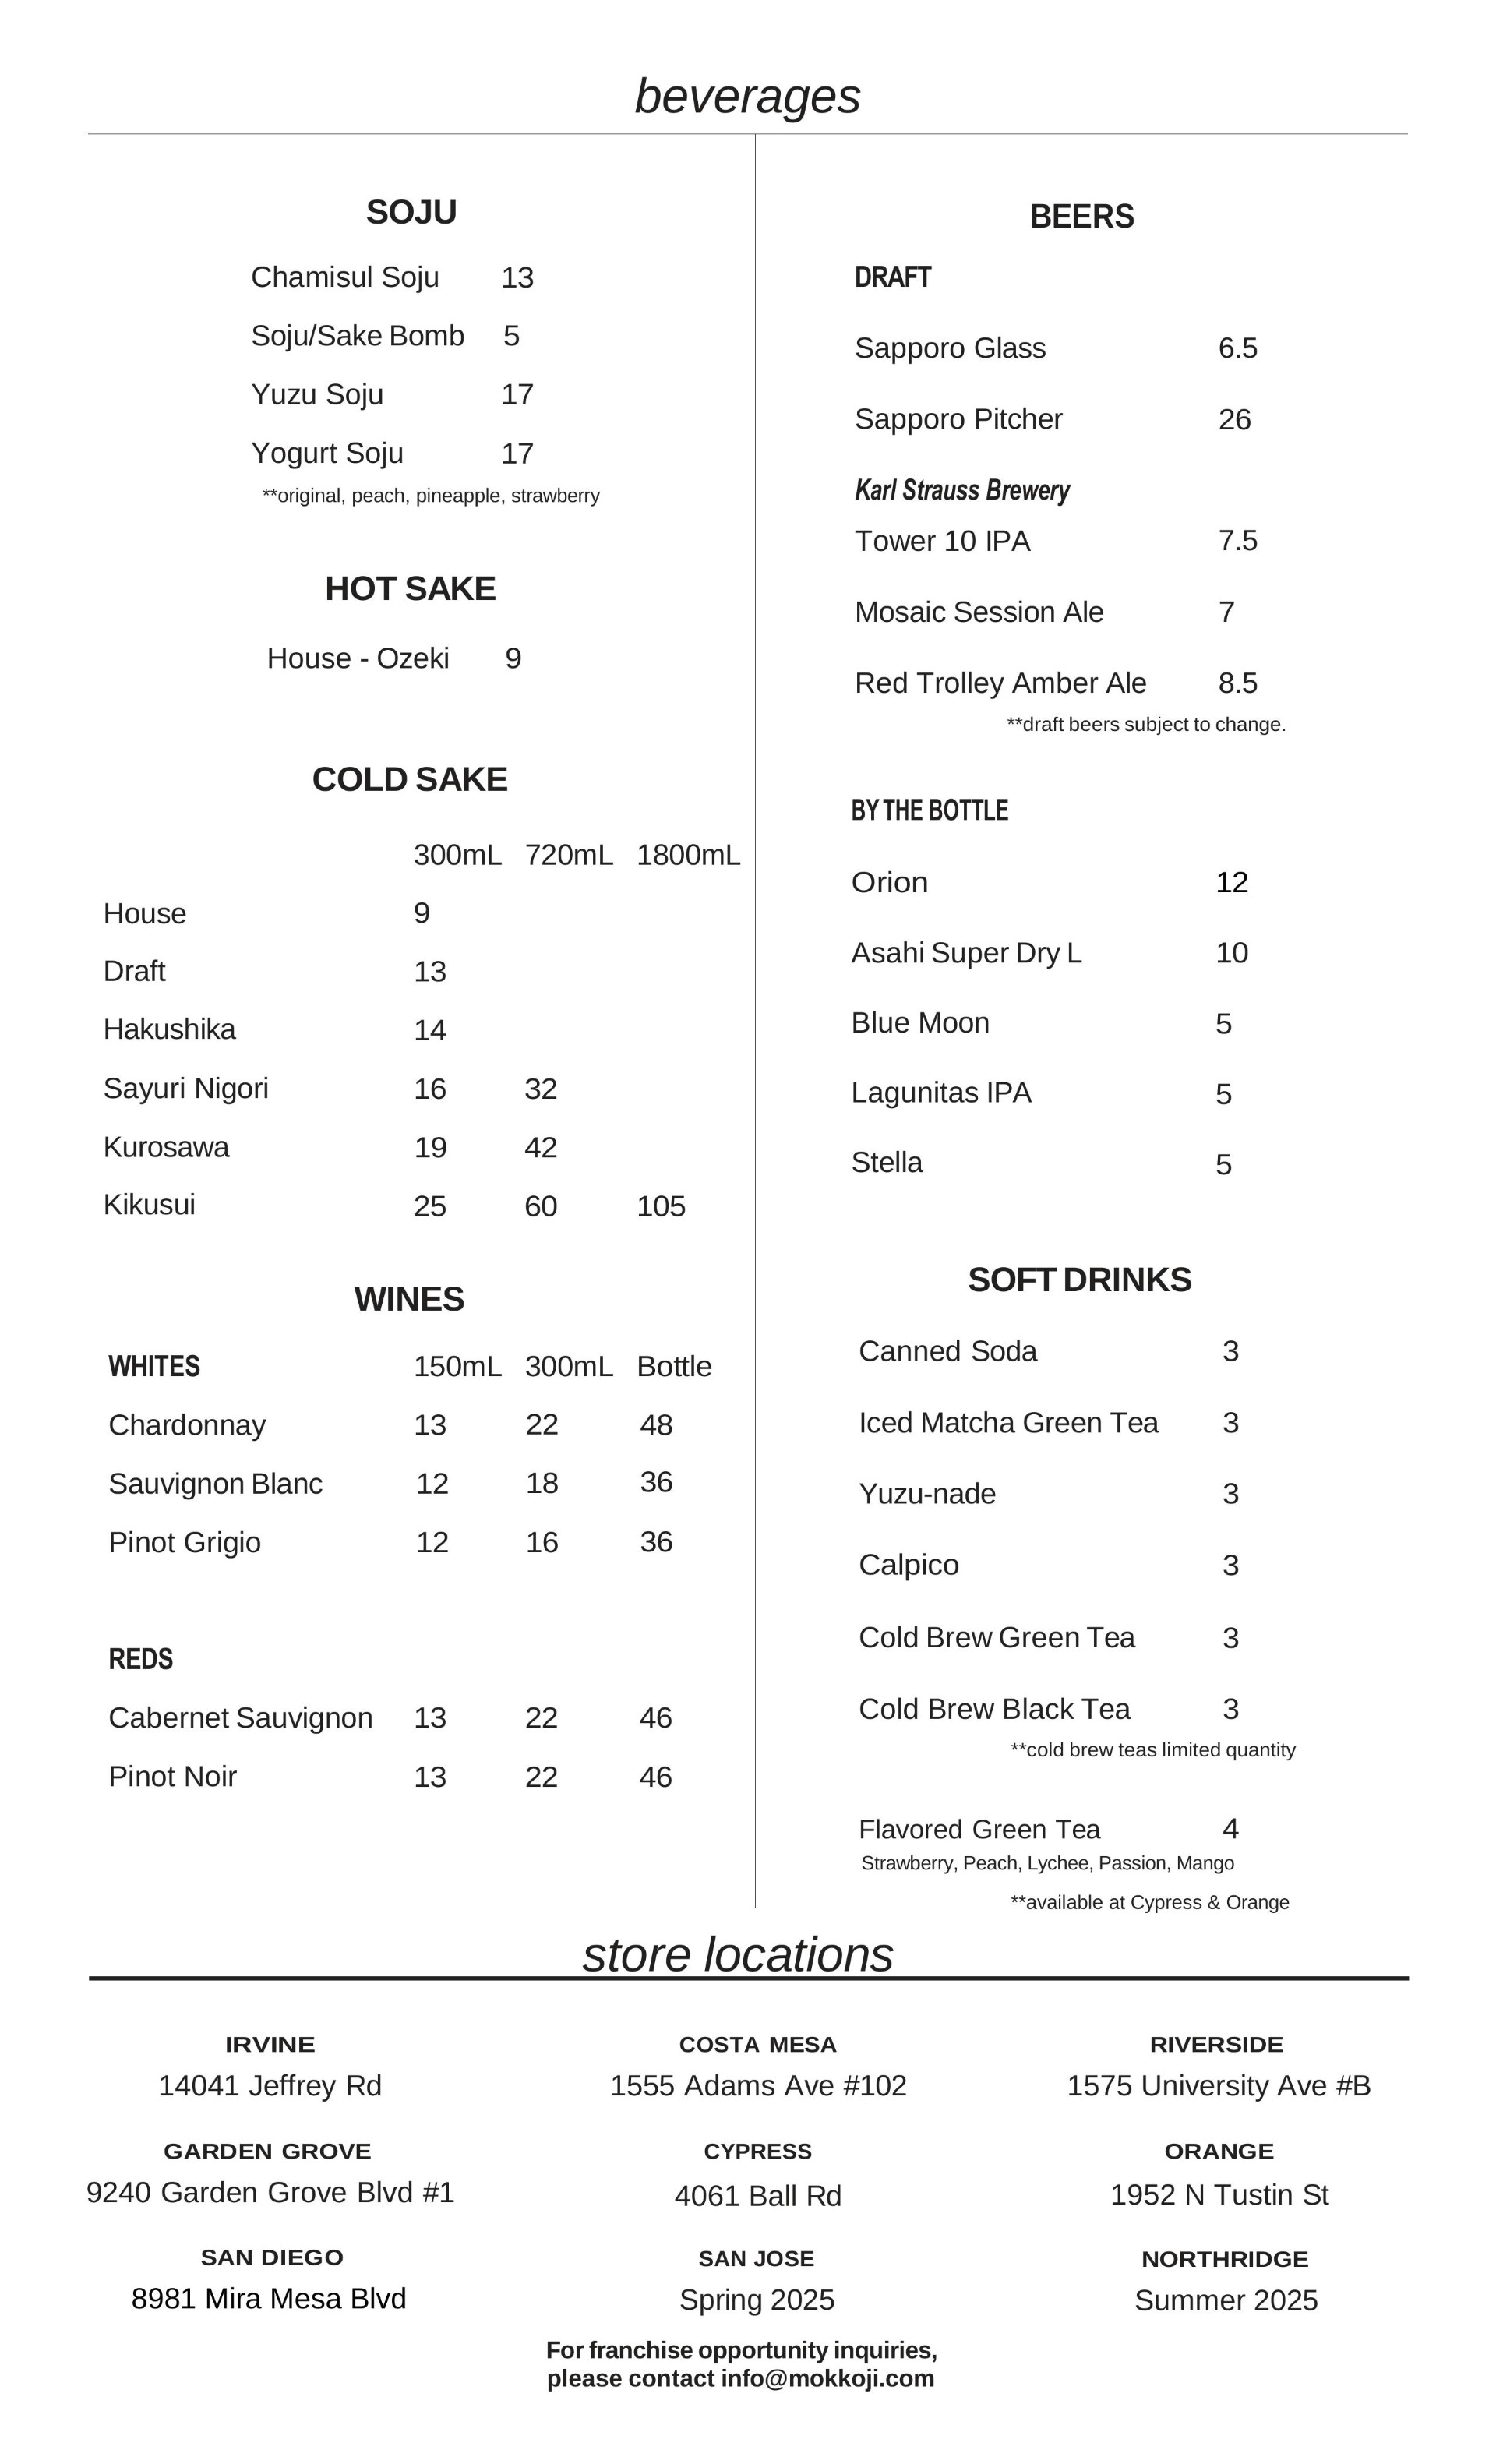 beverages
SOJU
Chamisul Soju 13
Soju/Sake Bomb 5
Yuzu Soju 17
Yogurt Soju 17
**original, peach, pineapple, strawberry
HOT SAKE
House - Ozeki 9
COLD SAKE
300mL 720mL 1800mL
House 9
Draft 13
Hakushika 14
Sayuri Nigori 16 32
Kurosawa 19 42
Kikusui 25 60 105
WINES
WHITES 150mL 300mL Bottle
Chardonnay 13 22 48
Sauvignon Blanc 12 18 36
Pinot Grigio 12 16 36
REDS
Cabernet Sauvignon 13 22 46
Pinot Noir 13 22 46
BEERS
DRAFT
Sapporo Glass 6.5
Sapporo Pitcher 26
Karl Strauss Brewery
Tower 10 IPA 7.5
Mosaic Session Ale 7
Red Trolley Amber Ale 8.5
**draft beers subject to change.
BY THE BOTTLE
Orion 12
Asahi Super Dry L 10
Blue Moon 5
Lagunitas IPA 5
Stella 5
SOFT DRINKS
Canned Soda 3
Iced Matcha Green Tea 3
Yuzu-nade 3
Calpico 3
Cold Brew Green Tea 3
Cold Brew Black Tea 3
**cold brew teas limited quantity
Flavored Green Tea 4
Strawberry, Peach, Lychee, Passion, Mango
**available at Cypress & Orange
store locations
IRVINE
14041 Jeffrey Rd
COSTA MESA
1555 Adams Ave #102
RIVERSIDE
1575 University Ave #B
GARDEN GROVE
9240 Garden Grove Blvd #1
CYPRESS
4061 Ball Rd
ORANGE
1952 N Tustin St
SAN DIEGO
8981 Mira Mesa Blvd
SAN JOSE
Spring 2025
NORTHRIDGE
Summer 2025
For franchise opportunity inquiries,
please contact info@mokkoji.com